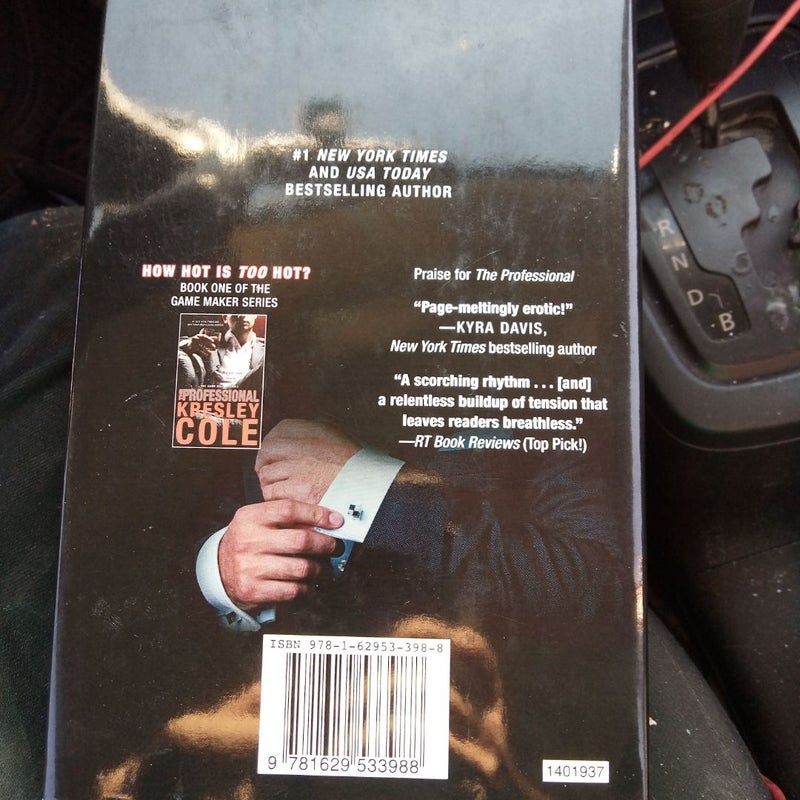 #1 NEW YORK TIMES
AND USA TODAY
BESTSELLING AUTHOR
HOW HOT IS TOO HOT?
BOOK ONE OF THE
GAME MAKER SERIES
THE PROFESSIONAL
KRESLEY
COLE
Praise for The Professional
“Page-meltingly erotic!”
—KYRA DAVIS,
New York Times bestselling author
“A scorching rhythm . . . [and]
a relentless buildup of tension that
leaves readers breathless.”
—RT Book Reviews (Top Pick!)
ISBN 978-1-62953-398-8
9 781629 533988
1401937
R
N
D
B